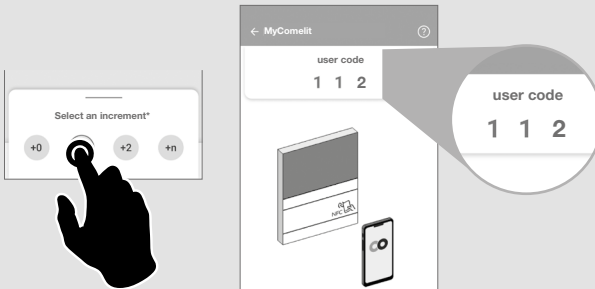 Select an increment*
+0 +2 +n
← MyComelit ?
user code
1 1 2
NFC
user code
1 1 2